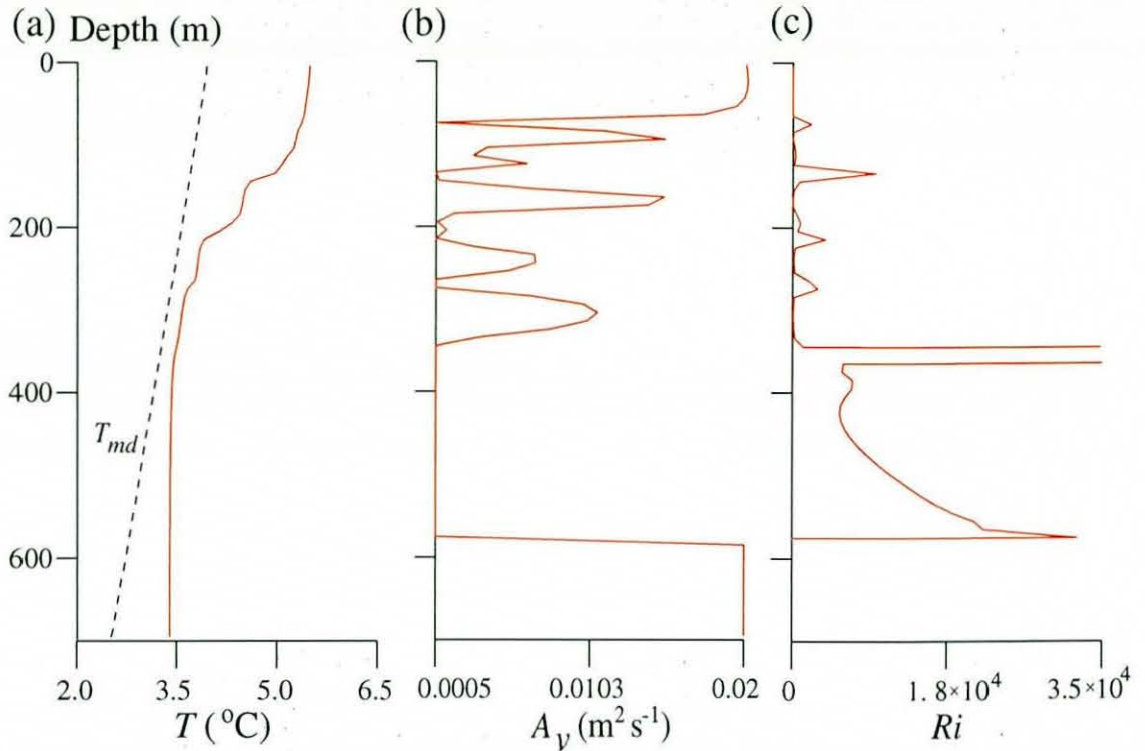 (a) Depth (m)
(b)
(c)
0
200
400
600
T_md
2.0 3.5 5.0 6.5
T (°C)
0.0005 0.0103 0.02
A_v (m² s⁻¹)
0 1.8×10⁴ 3.5×10⁴
Ri